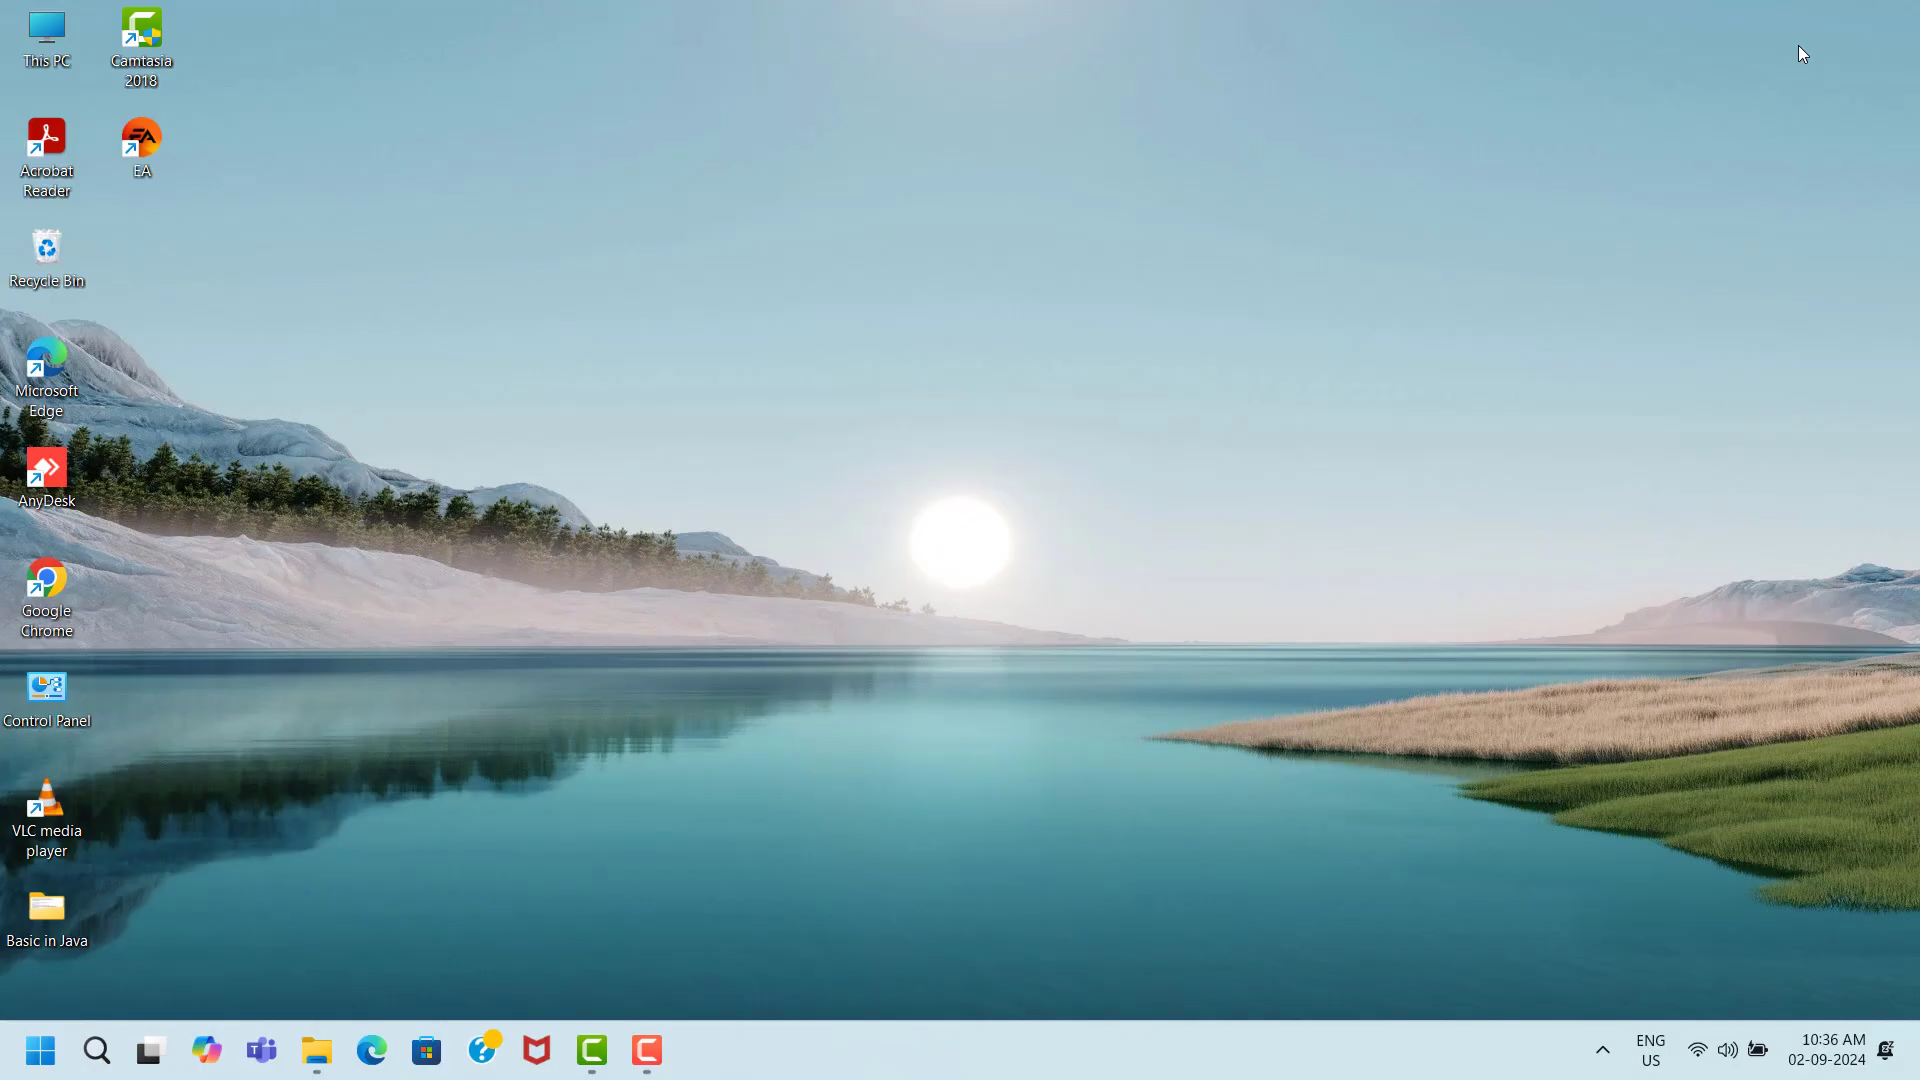 This PC
Camtasia
2018
Acrobat
Reader
EA
Recycle Bin
Microsoft
Edge
AnyDesk
Google
Chrome
Control Panel
VLC media
player
Basic in Java
ENG
US
10:36 AM
02-09-2024